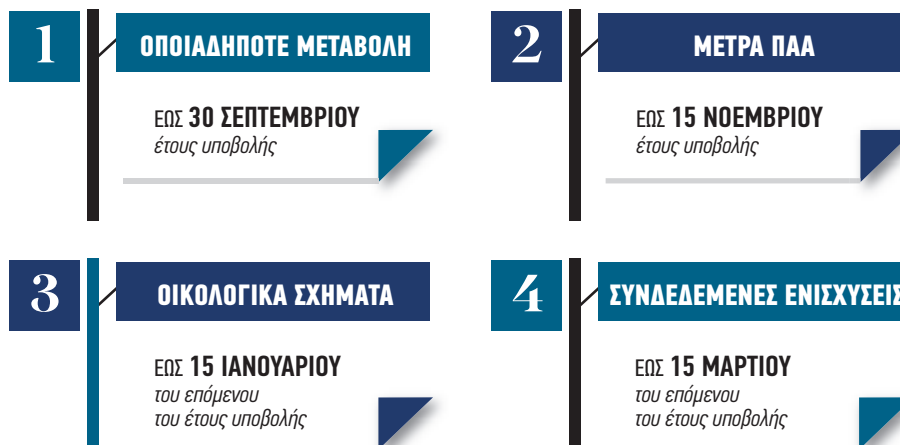 1
ΟΠΟΙΑΔΗΠΟΤΕ ΜΕΤΑΒΟΛΗ
ΕΩΣ 30 ΣΕΠΤΕΜΒΡΙΟΥ
έτους υποβολής
2
ΜΕΤΡΑ ΠΑΑ
ΕΩΣ 15 ΝΟΕΜΒΡΙΟΥ
έτους υποβολής
3
ΟΙΚΟΛΟΓΙΚΑ ΣΧΗΜΑΤΑ
ΕΩΣ 15 ΙΑΝΟΥΑΡΙΟΥ
του επόμενου
του έτους υποβολής
4
ΣΥΝΔΕΔΕΜΕΝΕΣ ΕΝΙΣΧΥΣΕΙΣ
ΕΩΣ 15 ΜΑΡΤΙΟΥ
του επόμενου
του έτους υποβολής